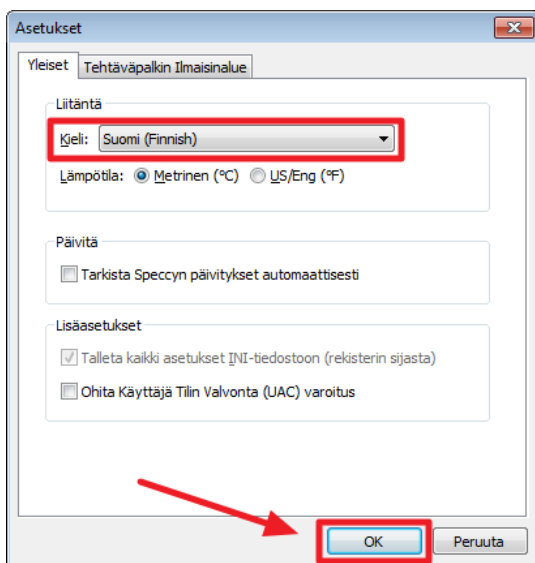 Asetukset
Yleiset Tehtäväpalkin Ilmaisinalue
Liitäntä
Kieli: Suomi (Finnish)
Lämpötila: Metrinen (°C) US/Eng (°F)
Päivitä
Tarkista Speccyn päivitykset automaattisesti
Lisäasetukset
Talleta kaikki asetukset INI-tiedostoon (rekisterin sijasta)
Ohita Käyttäjä Tilin Valvonta (UAC) varoitus
OK Peruuta